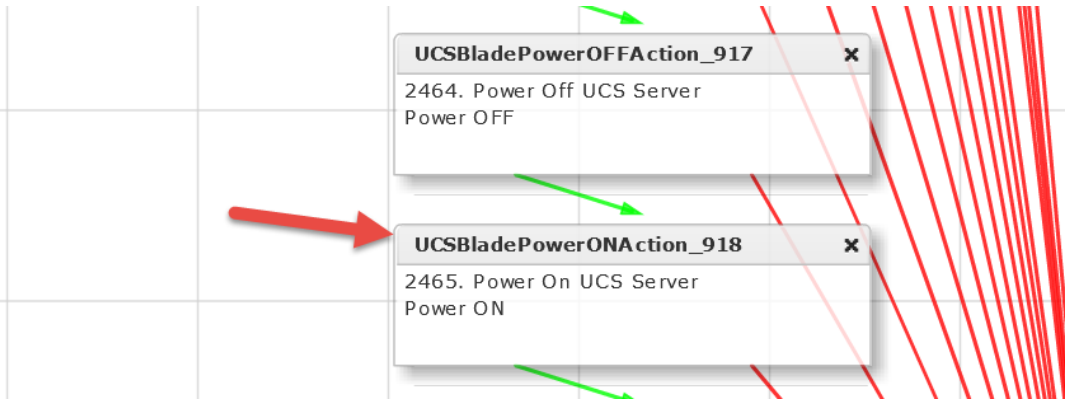 UCSBladePowerOFFAction_917
2464. Power Off UCS Server
Power OFF
UCSBladePowerONAction_918
2465. Power On UCS Server
Power ON